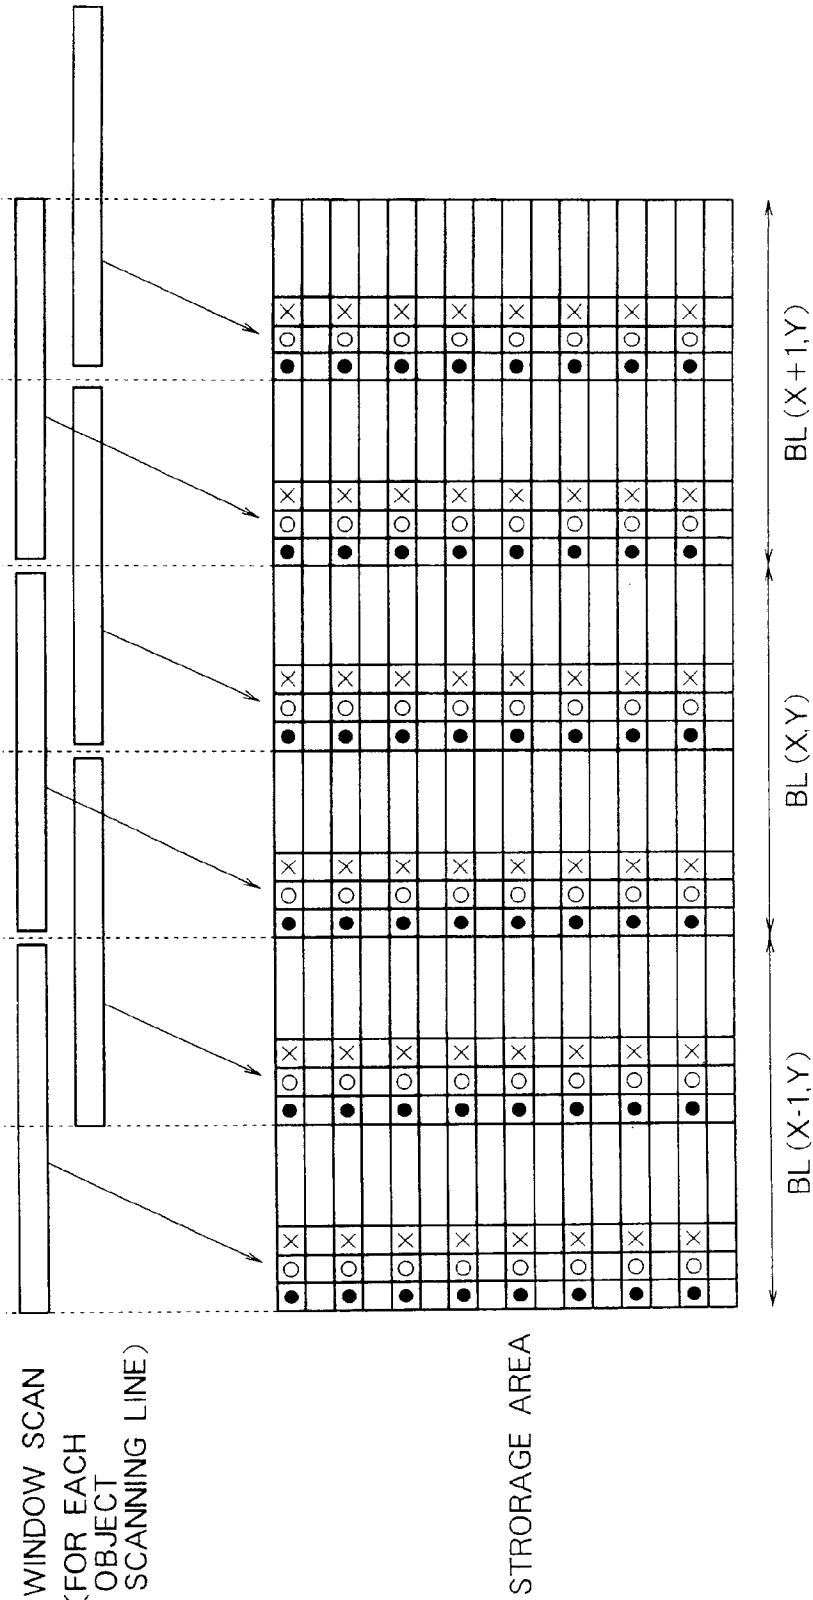 WINDOW SCAN
(FOR EACH
OBJECT
SCANNING LINE)
STRORAGE AREA
BL (X-1,Y)
BL (X,Y)
BL (X+1,Y)